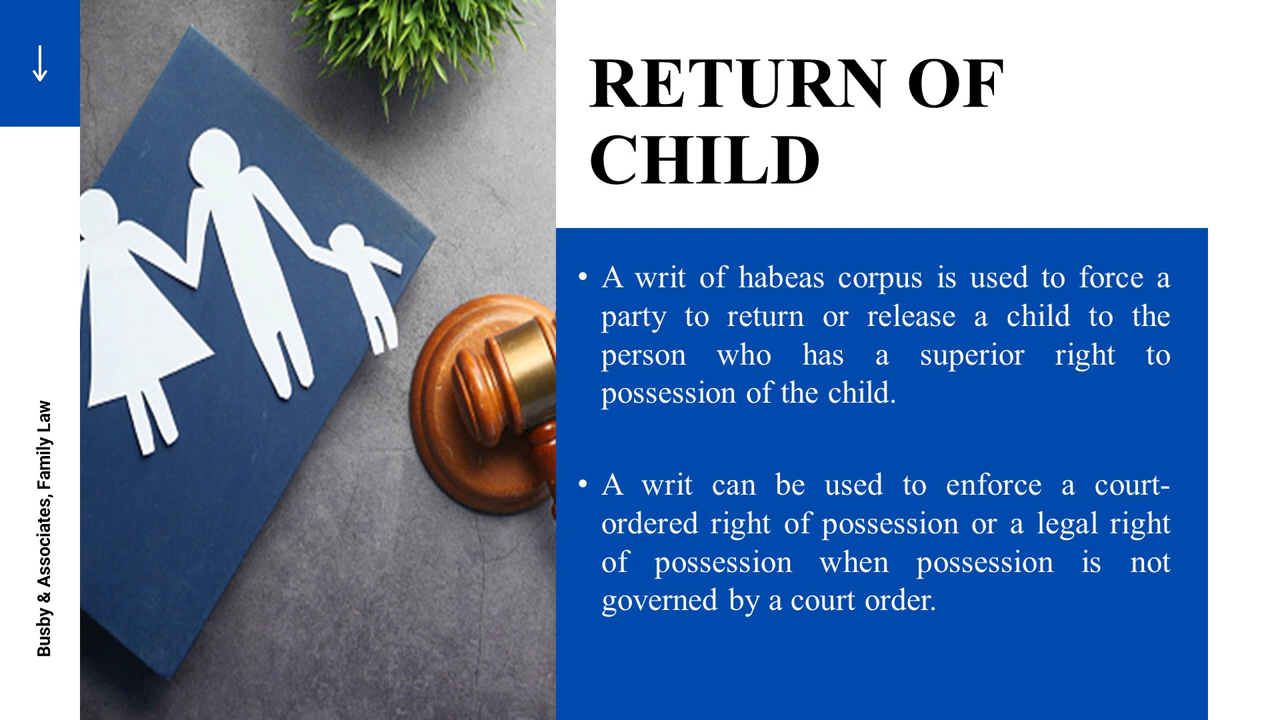 RETURN OF
CHILD
• A writ of habeas corpus is used to force a
party to return or release a child to the
person who has a superior right to
possession of the child.
• A writ can be used to enforce a court-
ordered right of possession or a legal right
of possession when possession is not
governed by a court order.
Busby & Associates, Family Law